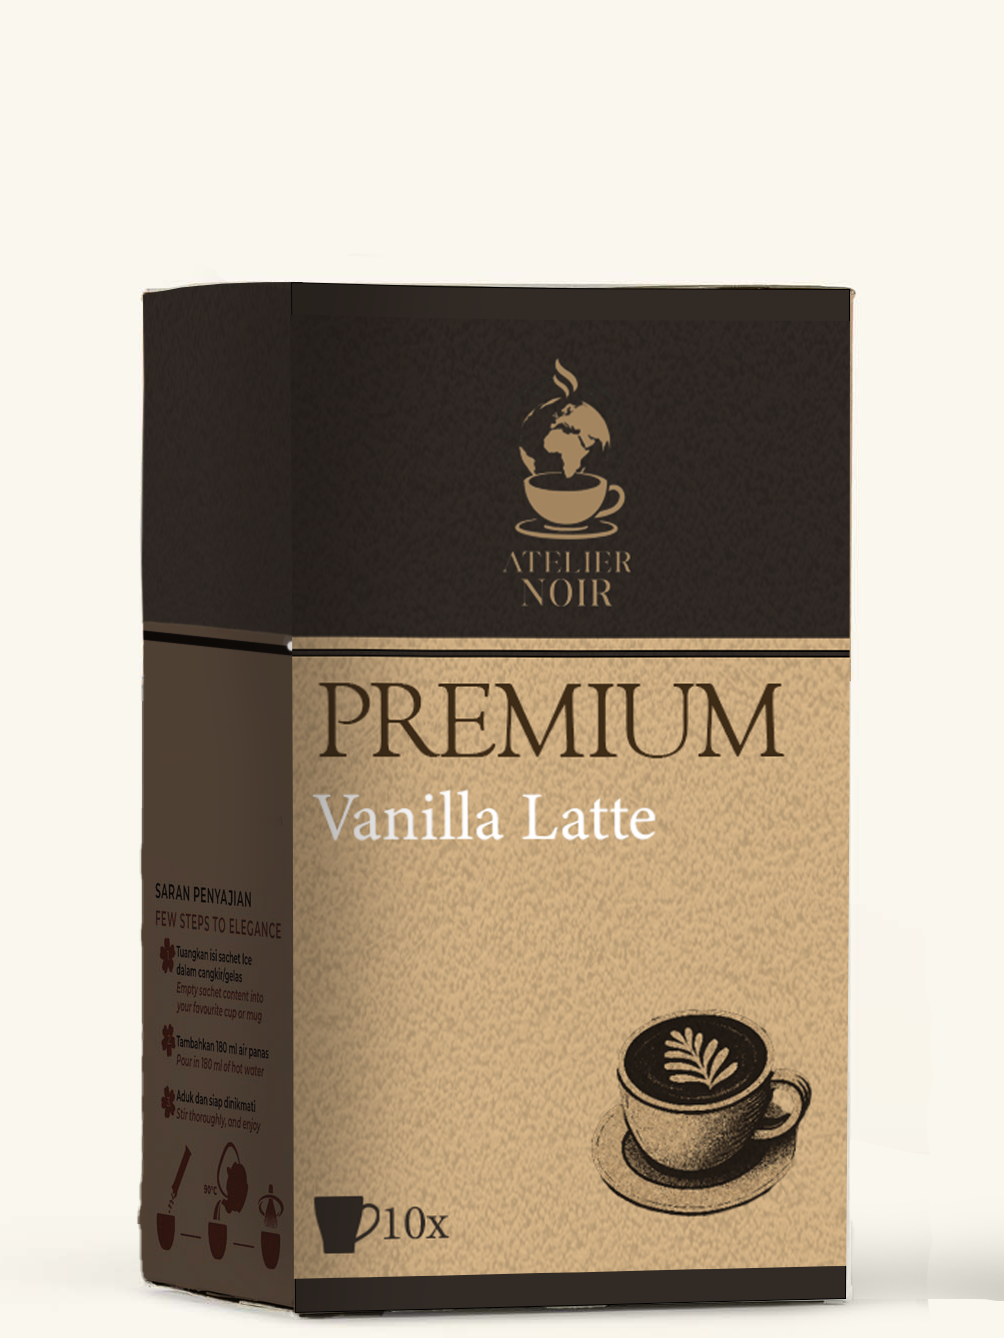 ATELIER
NOIR
PREMIUM
Vanilla Latte
10x
SARAN PENYAJIAN
FEW STEPS TO ELEGANCE
Tuangkan isi sachet Ice
dalam cangkir/gelas
Empty sachet content into
your favourite cup or mug
Tambahkan 180 ml air panas
Pour in 180 ml of hot water
Aduk dan siap dinikmati
Stir thoroughly, and enjoy
90°C